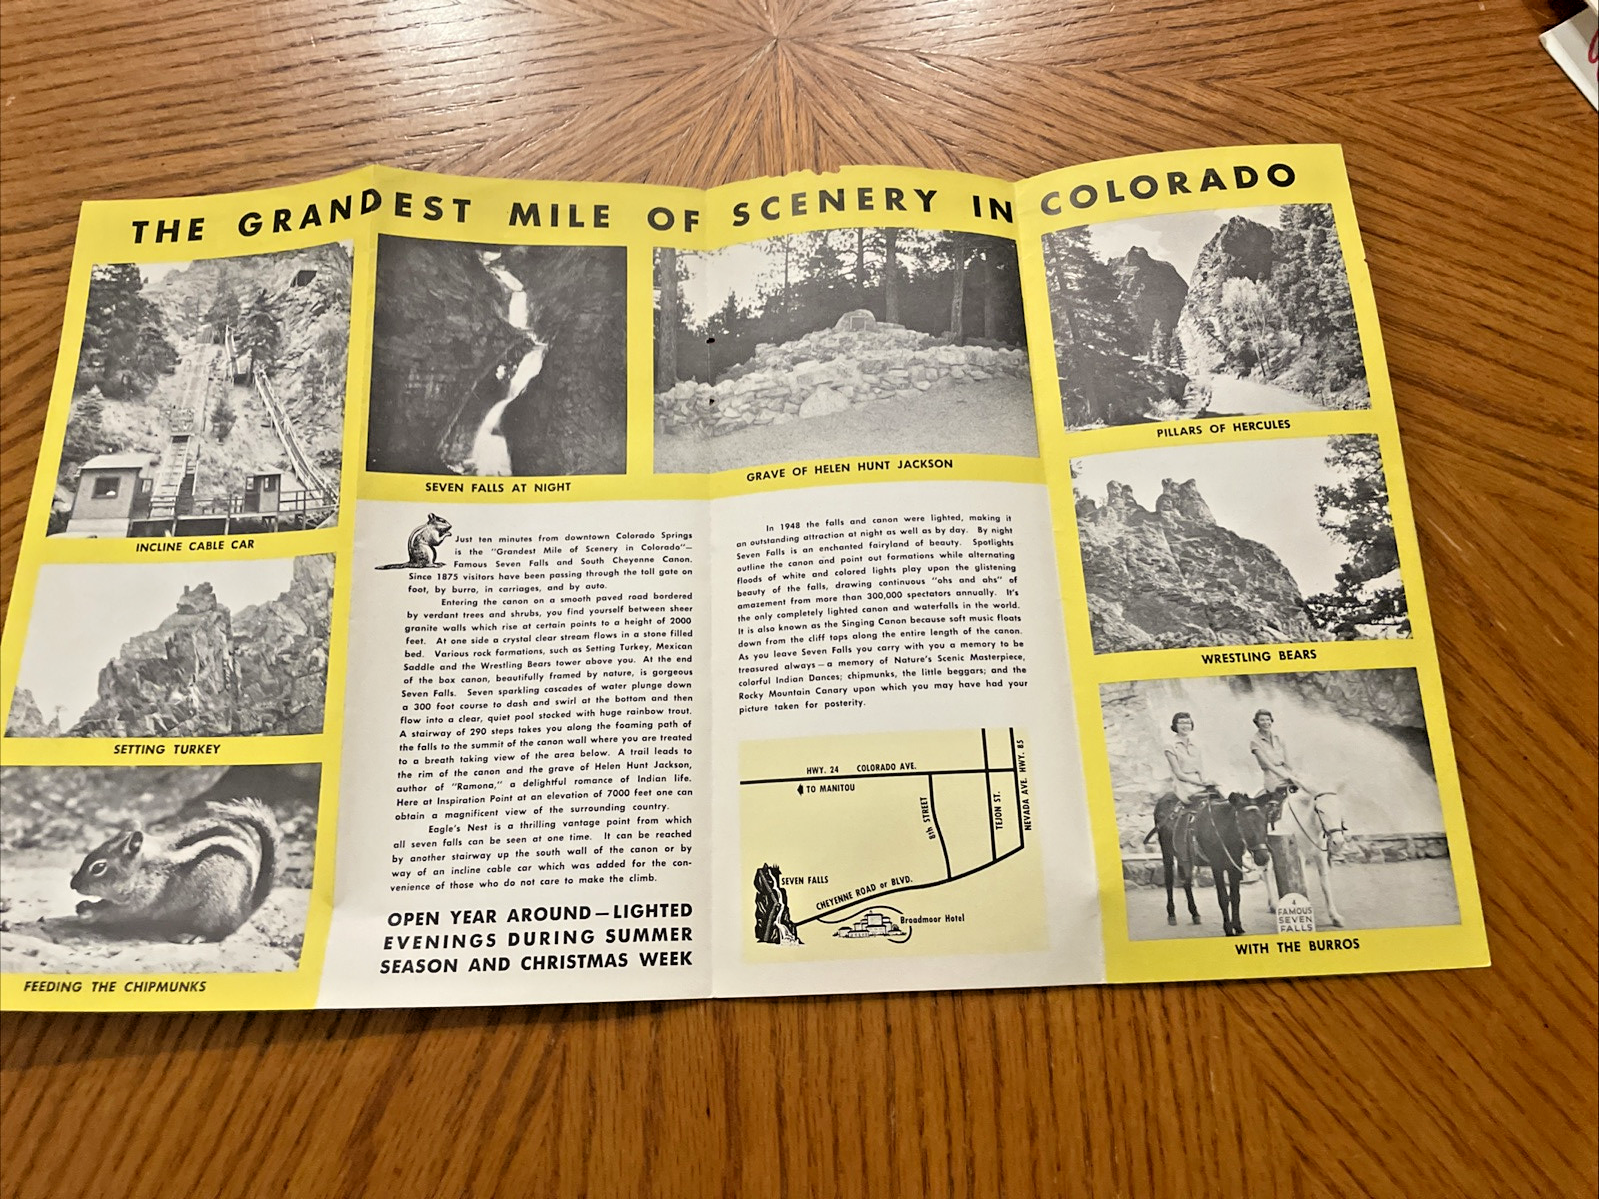 THE GRANDEST MILE OF SCENERY IN COLORADO
INCLINE CABLE CAR
SETTING TURKEY
FEEDING THE CHIPMUNKS
SEVEN FALLS AT NIGHT
GRAVE OF HELEN HUNT JACKSON
Just ten minutes from downtown Colorado Springs
is the "Grandest Mile of Scenery in Colorado"—
Famous Seven Falls and South Cheyenne Canon.
Since 1875 visitors have been passing through the toll gate on
foot, by burro, in carriages, and by auto.
Entering the canon on a smooth paved road bordered
by verdant trees and shrubs, you find yourself between sheer
granite walls which rise at certain points to a height of 2000
feet. At one side a crystal clear stream flows in a stone filled
bed. Various rock formations, such as Setting Turkey, Mexican
Saddle and the Wrestling Bears tower above you. At the end
of the box canon, beautifully framed by nature, is gorgeous
Seven Falls. Seven sparkling cascades of water plunge down
a 300 foot course to dash and swirl at the bottom and then
flow into a clear, quiet pool stocked with huge rainbow trout.
A stairway of 290 steps takes you along the foaming path of
the falls to the summit of the canon wall where you are treated
to a breath taking view of the area below. A trail leads to
the rim of the canon and the grave of Helen Hunt Jackson,
author of "Ramona," a delightful romance of Indian life.
Here at Inspiration Point at an elevation of 7000 feet one can
obtain a magnificent view of the surrounding country.
Eagle's Nest is a thrilling vantage point from which
all seven falls can be seen at one time. It can be reached
by another stairway up the south wall of the canon or by
way of an incline cable car which was added for the con-
venience of those who do not care to make the climb.
OPEN YEAR AROUND—LIGHTED
EVENINGS DURING SUMMER
SEASON AND CHRISTMAS WEEK
In 1948 the falls and canon were lighted, making it
an outstanding attraction at night as well as by day. By night
Seven Falls is an enchanted fairyland of beauty. Spotlights
outline the canon and point out formations while alternating
floods of white and colored lights play upon the glistening
beauty of the falls, drawing continuous "ohs and ahs" of
amazement from more than 300,000 spectators annually. It's
the only completely lighted canon and waterfalls in the world.
It is also known as the Singing Canon because soft music floats
down from the cliff tops along the entire length of the canon.
As you leave Seven Falls you carry with you a memory to be
treasured always—a memory of Nature's Scenic Masterpiece,
colorful Indian Dances; chipmunks, the little beggars; and the
Rocky Mountain Canary upon which you may have had your
picture taken for posterity.
HWY. 24 COLORADO AVE.
TO MANITOU
8th STREET
TEJON ST.
NEVADA AVE. HWY. 85
SEVEN FALLS
CHEYENNE ROAD or BLVD.
Broadmoor Hotel
PILLARS OF HERCULES
WRESTLING BEARS
4
FAMOUS
SEVEN
FALLS
WITH THE BURROS